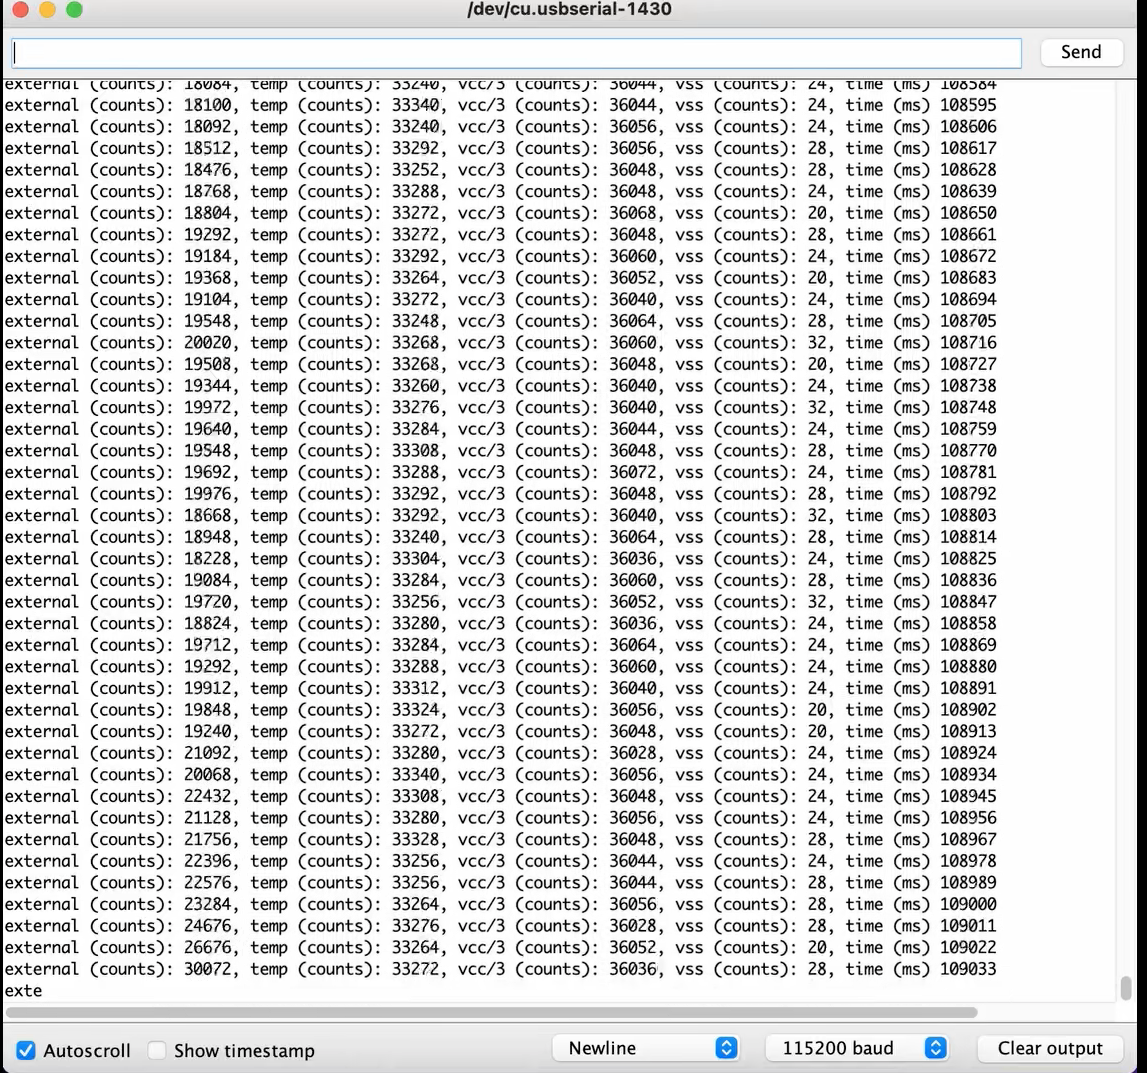 /dev/cu.usbserial-1430
Send
external (counts): 18084, temp (counts): 33240, vcc/3 (counts): 36044, vss (counts): 24, time (ms) 108584
external (counts): 18100, temp (counts): 33340, vcc/3 (counts): 36044, vss (counts): 24, time (ms) 108595
external (counts): 18092, temp (counts): 33240, vcc/3 (counts): 36056, vss (counts): 24, time (ms) 108606
external (counts): 18512, temp (counts): 33292, vcc/3 (counts): 36056, vss (counts): 28, time (ms) 108617
external (counts): 18476, temp (counts): 33252, vcc/3 (counts): 36048, vss (counts): 28, time (ms) 108628
external (counts): 18768, temp (counts): 33288, vcc/3 (counts): 36048, vss (counts): 24, time (ms) 108639
external (counts): 18804, temp (counts): 33272, vcc/3 (counts): 36068, vss (counts): 20, time (ms) 108650
external (counts): 19292, temp (counts): 33272, vcc/3 (counts): 36048, vss (counts): 28, time (ms) 108661
external (counts): 19184, temp (counts): 33292, vcc/3 (counts): 36060, vss (counts): 24, time (ms) 108672
external (counts): 19368, temp (counts): 33264, vcc/3 (counts): 36052, vss (counts): 20, time (ms) 108683
external (counts): 19104, temp (counts): 33272, vcc/3 (counts): 36040, vss (counts): 24, time (ms) 108694
external (counts): 19548, temp (counts): 33248, vcc/3 (counts): 36064, vss (counts): 28, time (ms) 108705
external (counts): 20020, temp (counts): 33268, vcc/3 (counts): 36060, vss (counts): 32, time (ms) 108716
external (counts): 19508, temp (counts): 33268, vcc/3 (counts): 36048, vss (counts): 20, time (ms) 108727
external (counts): 19344, temp (counts): 33260, vcc/3 (counts): 36040, vss (counts): 24, time (ms) 108738
external (counts): 19972, temp (counts): 33276, vcc/3 (counts): 36040, vss (counts): 32, time (ms) 108748
external (counts): 19640, temp (counts): 33284, vcc/3 (counts): 36044, vss (counts): 24, time (ms) 108759
external (counts): 19548, temp (counts): 33308, vcc/3 (counts): 36048, vss (counts): 28, time (ms) 108770
external (counts): 19692, temp (counts): 33288, vcc/3 (counts): 36072, vss (counts): 24, time (ms) 108781
external (counts): 19976, temp (counts): 33292, vcc/3 (counts): 36048, vss (counts): 28, time (ms) 108792
external (counts): 18668, temp (counts): 33292, vcc/3 (counts): 36040, vss (counts): 32, time (ms) 108803
external (counts): 18948, temp (counts): 33240, vcc/3 (counts): 36064, vss (counts): 28, time (ms) 108814
external (counts): 18228, temp (counts): 33304, vcc/3 (counts): 36036, vss (counts): 24, time (ms) 108825
external (counts): 19084, temp (counts): 33284, vcc/3 (counts): 36060, vss (counts): 28, time (ms) 108836
external (counts): 19720, temp (counts): 33256, vcc/3 (counts): 36052, vss (counts): 32, time (ms) 108847
external (counts): 18824, temp (counts): 33280, vcc/3 (counts): 36036, vss (counts): 24, time (ms) 108858
external (counts): 19712, temp (counts): 33284, vcc/3 (counts): 36064, vss (counts): 24, time (ms) 108869
external (counts): 19292, temp (counts): 33288, vcc/3 (counts): 36060, vss (counts): 24, time (ms) 108880
external (counts): 19912, temp (counts): 33312, vcc/3 (counts): 36040, vss (counts): 24, time (ms) 108891
external (counts): 19848, temp (counts): 33324, vcc/3 (counts): 36056, vss (counts): 20, time (ms) 108902
external (counts): 19240, temp (counts): 33272, vcc/3 (counts): 36048, vss (counts): 20, time (ms) 108913
external (counts): 21092, temp (counts): 33280, vcc/3 (counts): 36028, vss (counts): 24, time (ms) 108924
external (counts): 20068, temp (counts): 33340, vcc/3 (counts): 36056, vss (counts): 24, time (ms) 108934
external (counts): 22432, temp (counts): 33308, vcc/3 (counts): 36048, vss (counts): 24, time (ms) 108945
external (counts): 21128, temp (counts): 33280, vcc/3 (counts): 36056, vss (counts): 24, time (ms) 108956
external (counts): 21756, temp (counts): 33328, vcc/3 (counts): 36048, vss (counts): 28, time (ms) 108967
external (counts): 22396, temp (counts): 33256, vcc/3 (counts): 36044, vss (counts): 24, time (ms) 108978
external (counts): 22576, temp (counts): 33256, vcc/3 (counts): 36044, vss (counts): 28, time (ms) 108989
external (counts): 23284, temp (counts): 33264, vcc/3 (counts): 36056, vss (counts): 28, time (ms) 109000
external (counts): 24676, temp (counts): 33276, vcc/3 (counts): 36028, vss (counts): 28, time (ms) 109011
external (counts): 26676, temp (counts): 33264, vcc/3 (counts): 36052, vss (counts): 20, time (ms) 109022
external (counts): 30072, temp (counts): 33272, vcc/3 (counts): 36036, vss (counts): 28, time (ms) 109033
exte
Autoscroll Show timestamp Newline 115200 baud Clear output